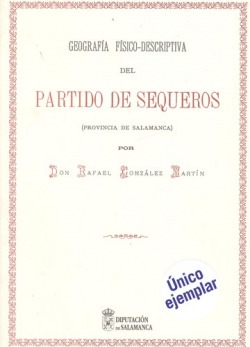 GEOGRAFÍA FÍSICO-DESCRIPTIVA
DEL
PARTIDO DE SEQUEROS
(PROVINCIA DE SALAMANCA)
POR
DON RAFAEL GONZÁLEZ MARTÍN
Único
ejemplar
DIPUTACIÓN
DE SALAMANCA